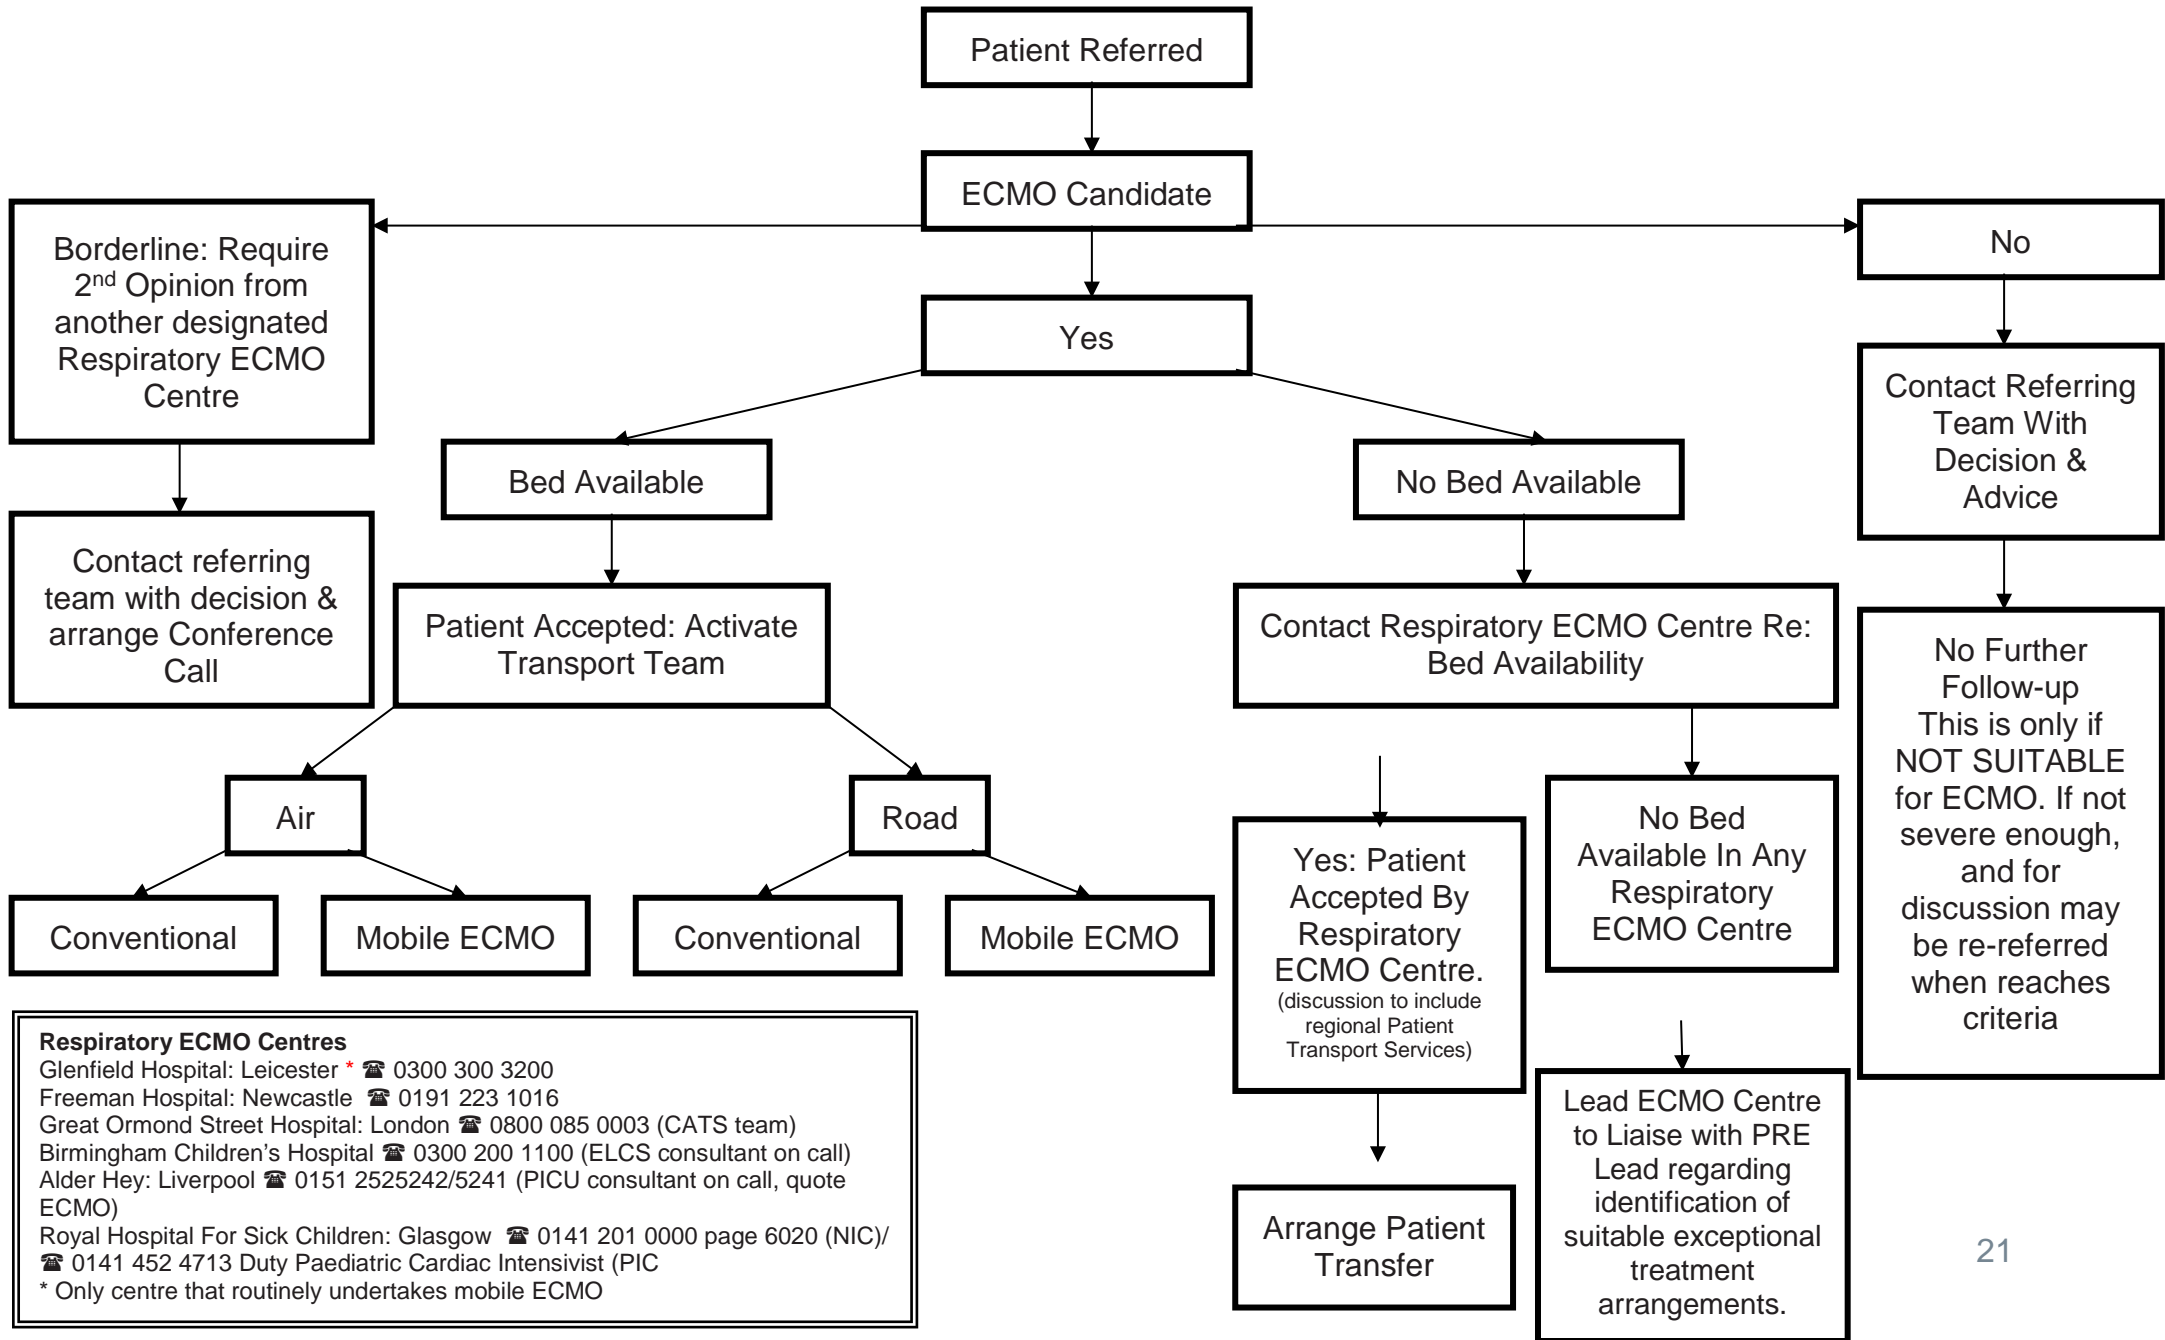 Patient Referred
ECMO Candidate
Borderline: Require
2nd Opinion from
another designated
Respiratory ECMO
Centre
No
Yes
Contact Referring
Team With
Decision &
Advice
Bed Available
No Bed Available
Contact referring
team with decision &
arrange Conference
Call
Patient Accepted: Activate
Transport Team
Contact Respiratory ECMO Centre Re:
Bed Availability
No Further
Follow-up
This is only if
NOT SUITABLE
for ECMO. If not
severe enough,
and for
discussion may
be re-referred
when reaches
criteria
Air
Road
Conventional
Mobile ECMO
Conventional
Mobile ECMO
Yes: Patient
Accepted By
Respiratory
ECMO Centre.
(discussion to include
regional Patient
Transport Services)
No Bed
Available In Any
Respiratory
ECMO Centre
Arrange Patient
Transfer
Lead ECMO Centre
to Liaise with PRE
Lead regarding
identification of
suitable exceptional
treatment
arrangements.
Respiratory ECMO Centres
Glenfield Hospital: Leicester * ☎ 0300 300 3200
Freeman Hospital: Newcastle ☎ 0191 223 1016
Great Ormond Street Hospital: London ☎ 0800 085 0003 (CATS team)
Birmingham Children's Hospital ☎ 0300 200 1100 (ELCS consultant on call)
Alder Hey: Liverpool ☎ 0151 2525242/5241 (PICU consultant on call, quote
ECMO)
Royal Hospital For Sick Children: Glasgow ☎ 0141 201 0000 page 6020 (NIC)/
☎ 0141 452 4713 Duty Paediatric Cardiac Intensivist (PIC
* Only centre that routinely undertakes mobile ECMO
21